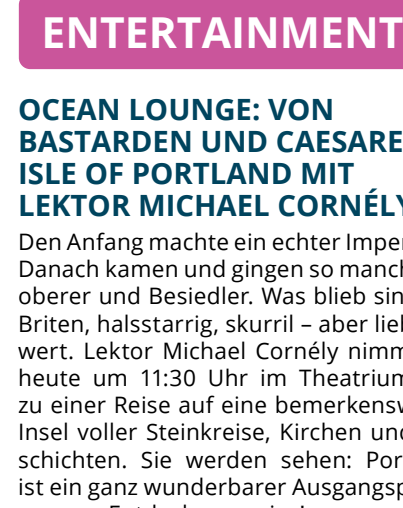 ENTERTAINMENT
OCEAN LOUNGE: VON
BASTARDEN UND CAESARE
ISLE OF PORTLAND MIT
LEKTOR MICHAEL CORNÉLY
Den Anfang machte ein echter Imper
Danach kamen und gingen so manch
oberer und Besiedler. Was blieb sin
Briten, halsstarrig, skurril – aber lie
wert. Lektor Michael Cornély nimm
heute um 11:30 Uhr im Theatrium
zu einer Reise auf eine bemerkensw
Insel voller Steinkreise, Kirchen und
schichten. Sie werden sehen: Por
ist ein ganz wunderbarer Ausgangsp